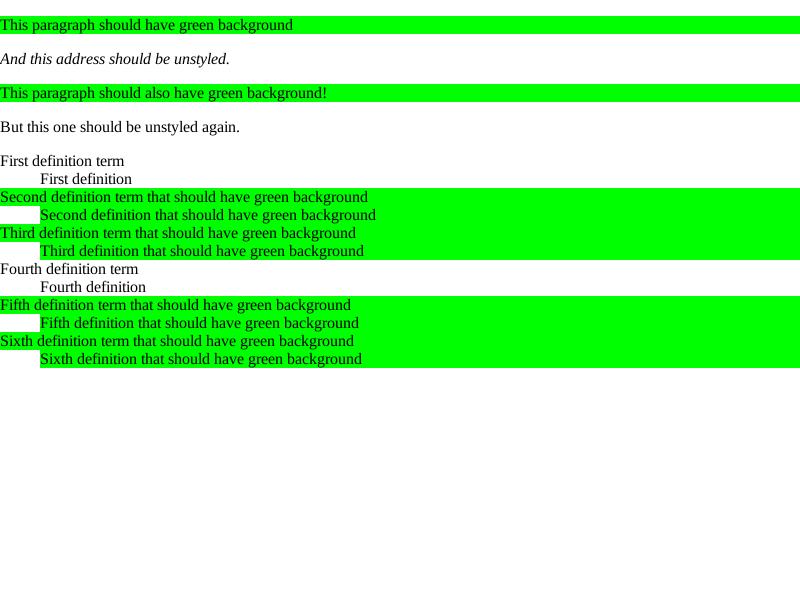 This paragraph should have green background
And this address should be unstyled.
This paragraph should also have green background!
But this one should be unstyled again.
First definition term
First definition
Second definition term that should have green background
Second definition that should have green background
Third definition term that should have green background
Third definition that should have green background
Fourth definition term
Fourth definition
Fifth definition term that should have green background
Fifth definition that should have green background
Sixth definition term that should have green background
Sixth definition that should have green background